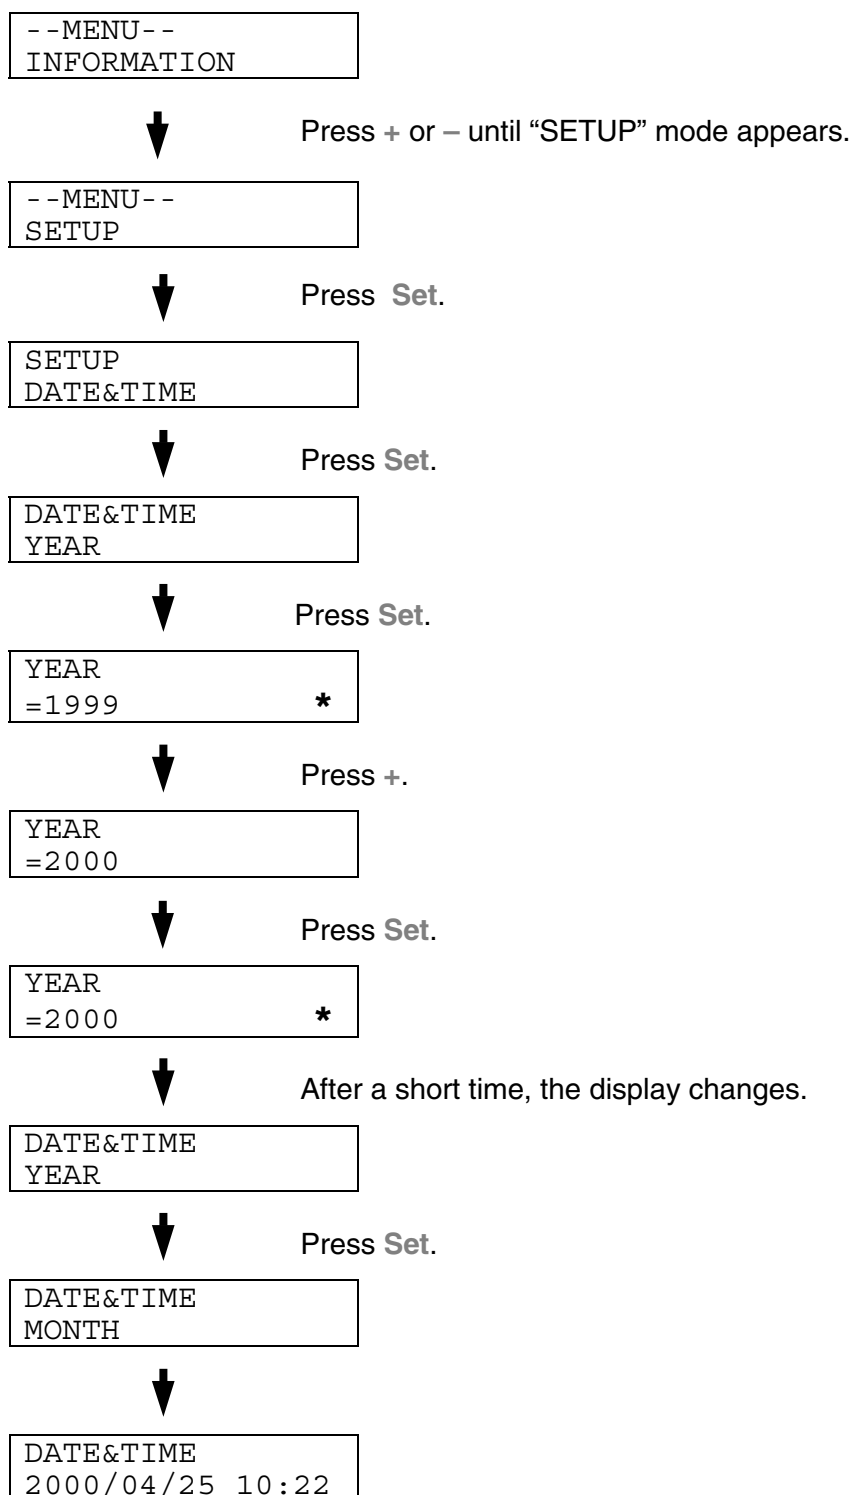 --MENU--
INFORMATION
Press + or – until “SETUP” mode appears.
--MENU--
SETUP
Press Set.
SETUP
DATE&TIME
Press Set.
DATE&TIME
YEAR
Press Set.
YEAR
=1999 *
Press +.
YEAR
=2000
Press Set.
YEAR
=2000 *
After a short time, the display changes.
DATE&TIME
YEAR
Press Set.
DATE&TIME
MONTH
DATE&TIME
2000/04/25 10:22